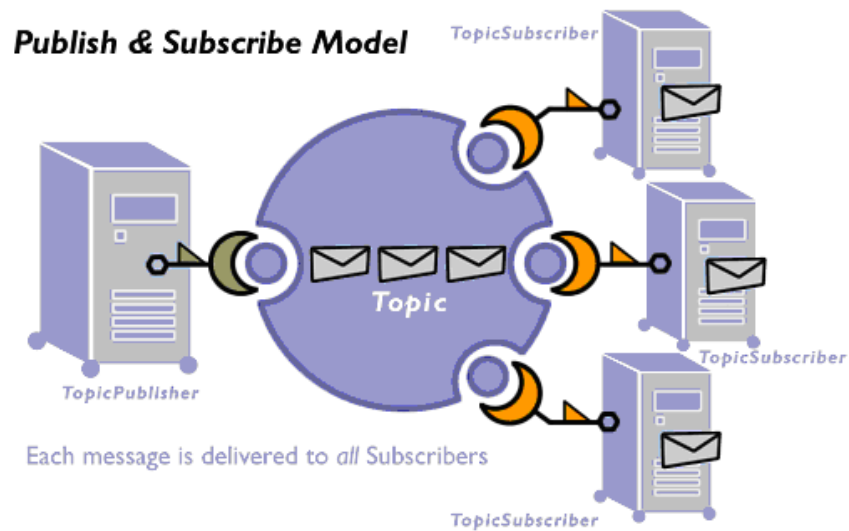 Publish & Subscribe Model
TopicSubscriber
Topic
TopicSubscriber
TopicPublisher
Each message is delivered to all Subscribers
TopicSubscriber